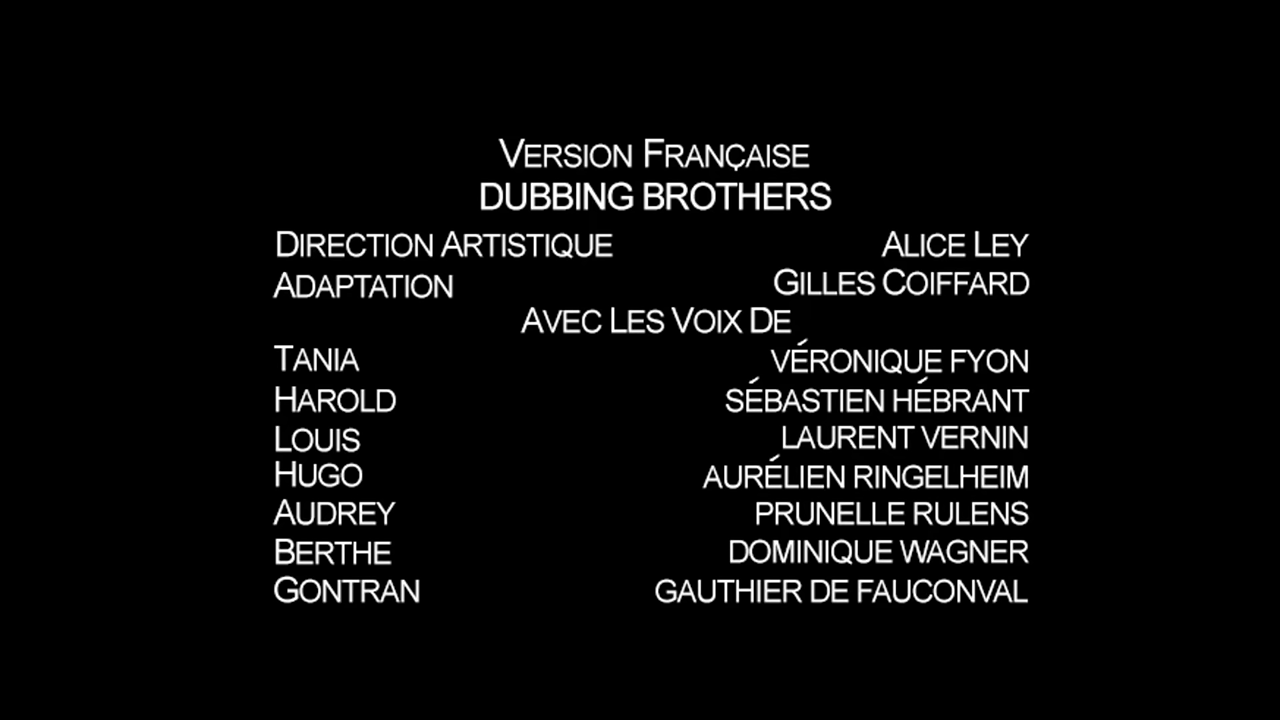 Version Française
DUBBING BROTHERS
Direction Artistique Alice Ley
Adaptation Gilles Coiffard
Avec Les Voix De
Tania VÉRONIQUE FYON
Harold SÉBASTIEN HÉBRANT
Louis LAURENT VERNIN
Hugo AURÉLIEN RINGELHEIM
Audrey PRUNELLE RULENS
Berthe DOMINIQUE WAGNER
Gontran GAUTHIER DE FAUCONVAL